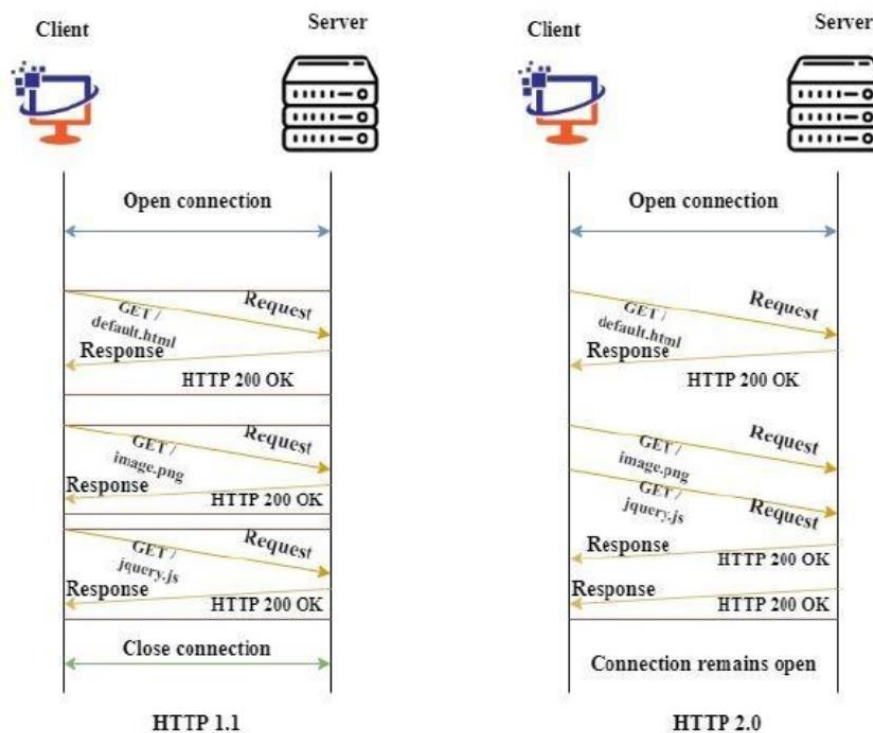 Client
Server
Open connection
Request
GET /
default.html
Response
HTTP 200 OK
Request
GET /
image.png
Response
HTTP 200 OK
Request
GET /
jquery.js
Response
HTTP 200 OK
Close connection
HTTP 1.1
Client
Server
Open connection
Request
GET /
default.html
Response
HTTP 200 OK
Request
GET /
image.png
GET /
jquery.js
Request
Response
HTTP 200 OK
Response
HTTP 200 OK
Connection remains open
HTTP 2.0